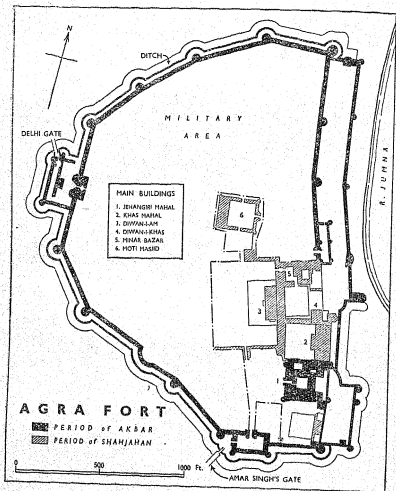 N
DITCH
MILITARY
AREA
DELHI GATE
R. JUMNA
MAIN BUILDINGS
1. JEHANGIRI MAHAL
2. KHAS MAHAL
3. DIWAN-I-AM
4. DIWAN-I-KHAS
5. MINAR BAZAR
6. MOTI MASJID
6
5
3
4
2
1
AGRA FORT
PERIOD of AKBAR
PERIOD of SHAHJAHAN
0 500 1000 Ft.
AMAR SINGH'S GATE